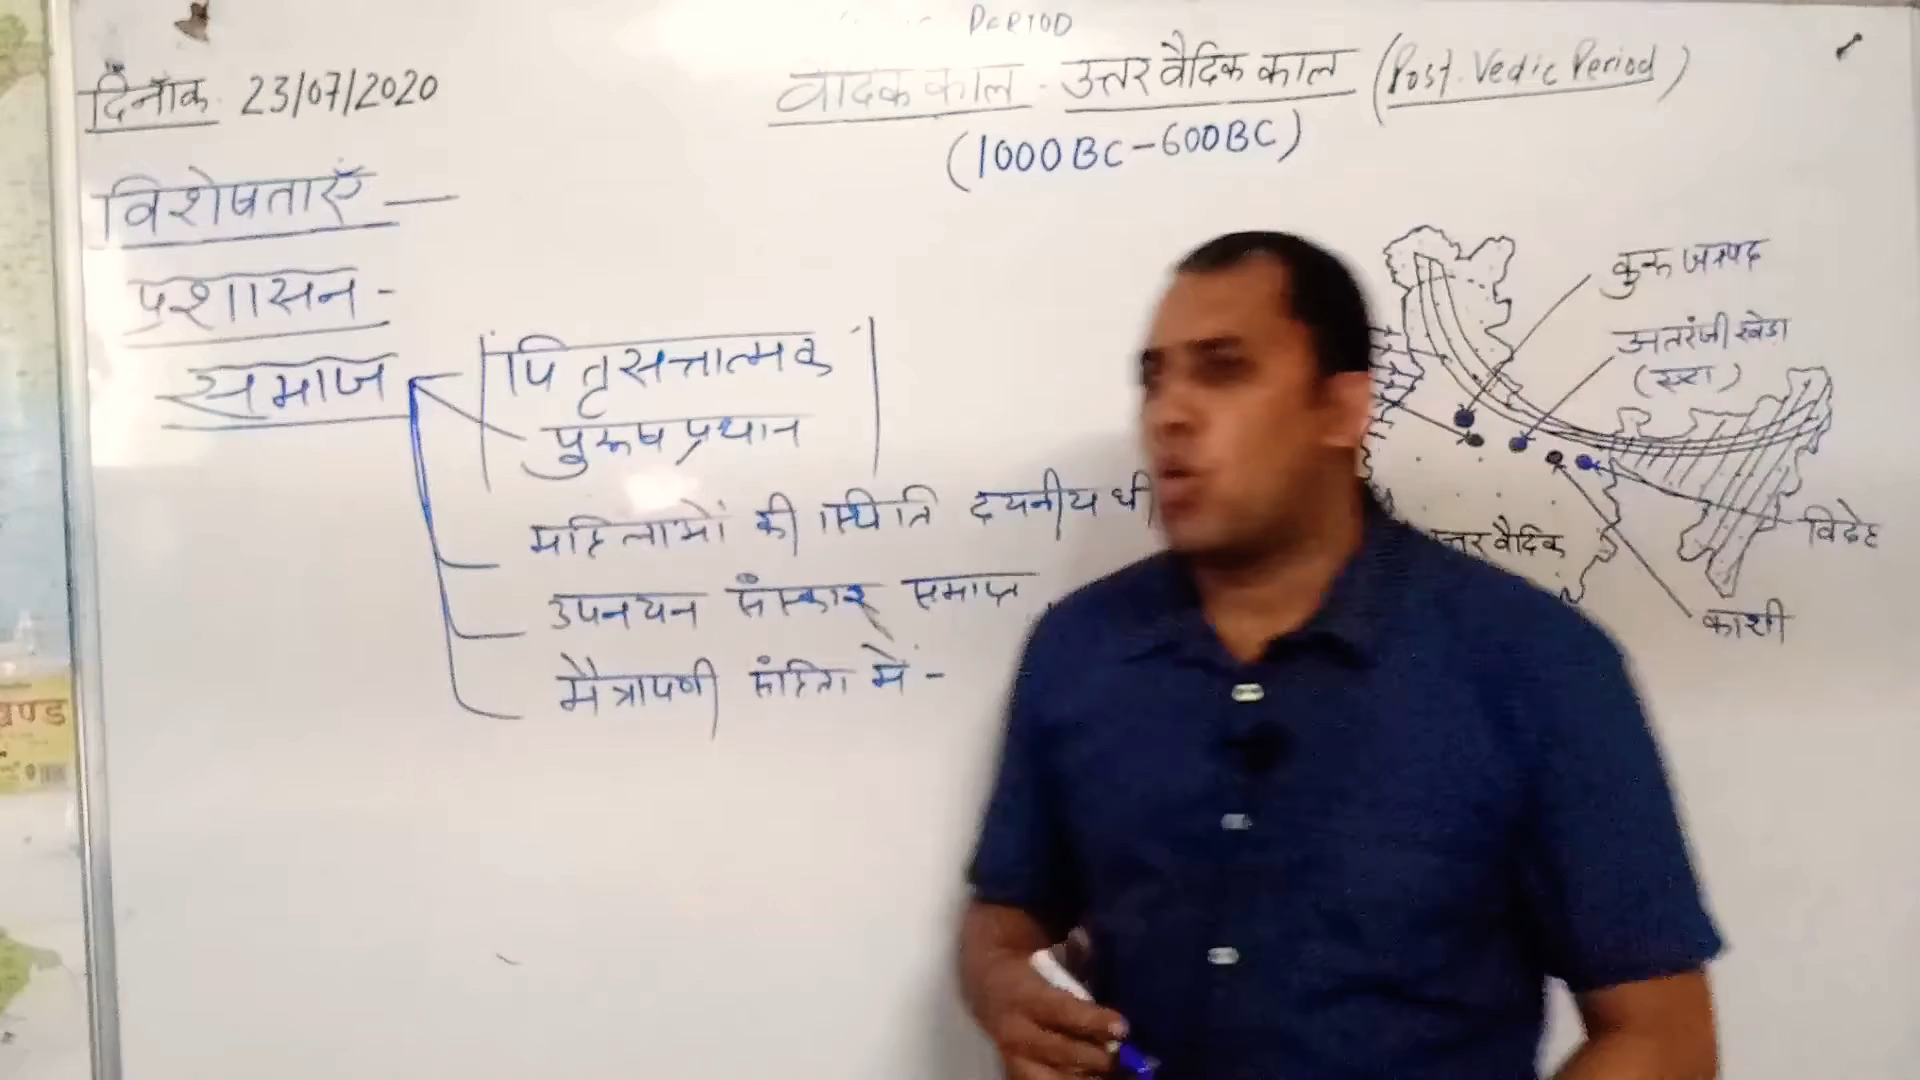 PERIOD
दिनाँक 23/07/2020
वैदिक काल - उत्तर वैदिक काल (Post. Vedic Period)
(1000BC-600BC)
विशेषताएँ —
प्रशासन -
समाज
पितृसत्तात्मक
पुरूष प्रधान
महिलाओं की स्थिति दयनीय थी
उपनयन संस्कार समाप्त
मैत्रायणी संहिता में -
कुरू जनपद
अतरंजी खेडा
(एटा)
विदेह
उत्तर वैदिक
काशी